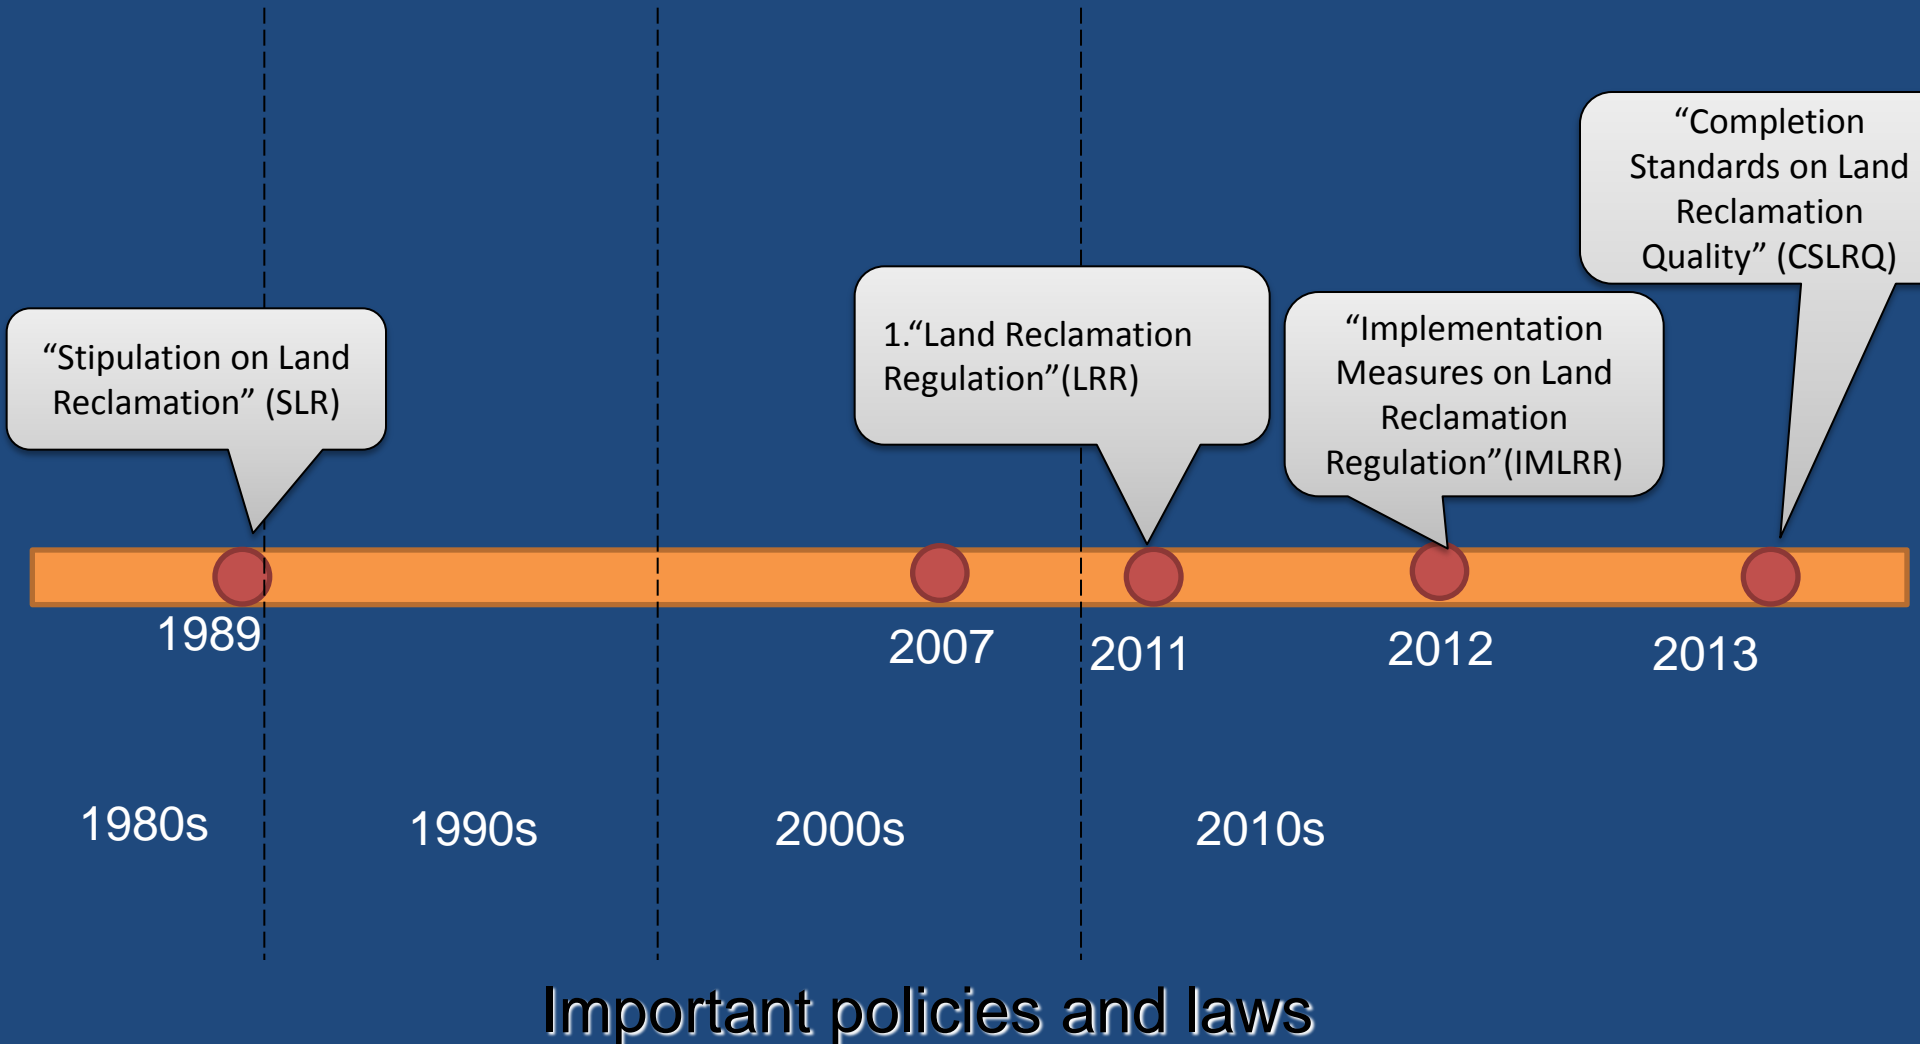 “Completion
Standards on Land
Reclamation
Quality” (CSLRQ)
“Stipulation on Land
Reclamation” (SLR)
1.“Land Reclamation
Regulation”(LRR)
“Implementation
Measures on Land
Reclamation
Regulation”(IMLRR)
1989
2007
2011
2012
2013
1980s
1990s
2000s
2010s
Important policies and laws